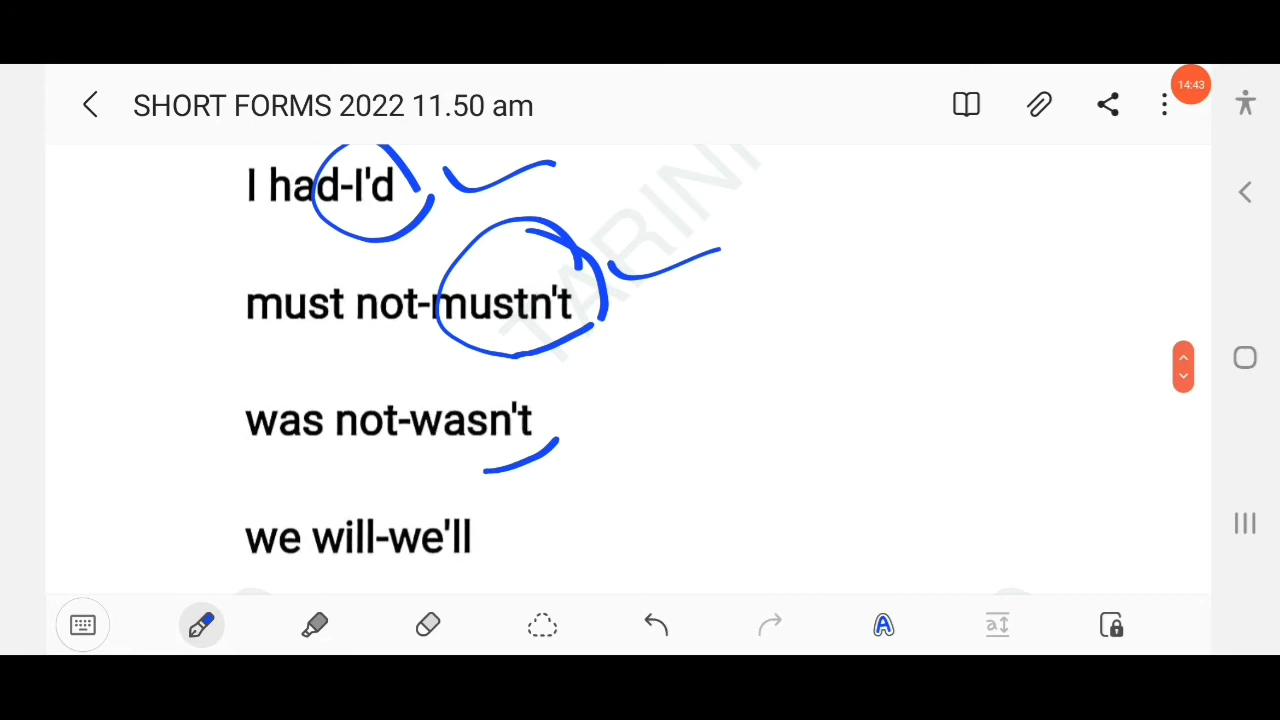 SHORT FORMS 2022 11.50 am
14:43
I had-I'd
must not-mustn't
was not-wasn't
we will-we'll
TARINI